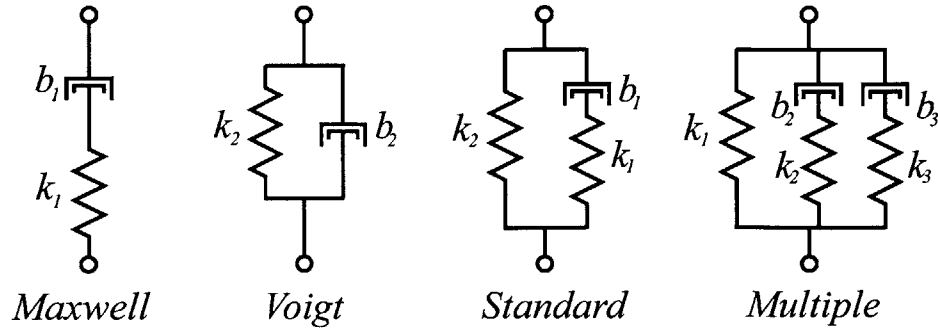 b₁
k₁
Maxwell
k₂
b₂
Voigt
k₂
b₁
k₁
Standard
k₁
b₂
k₂
b₃
k₃
Multiple